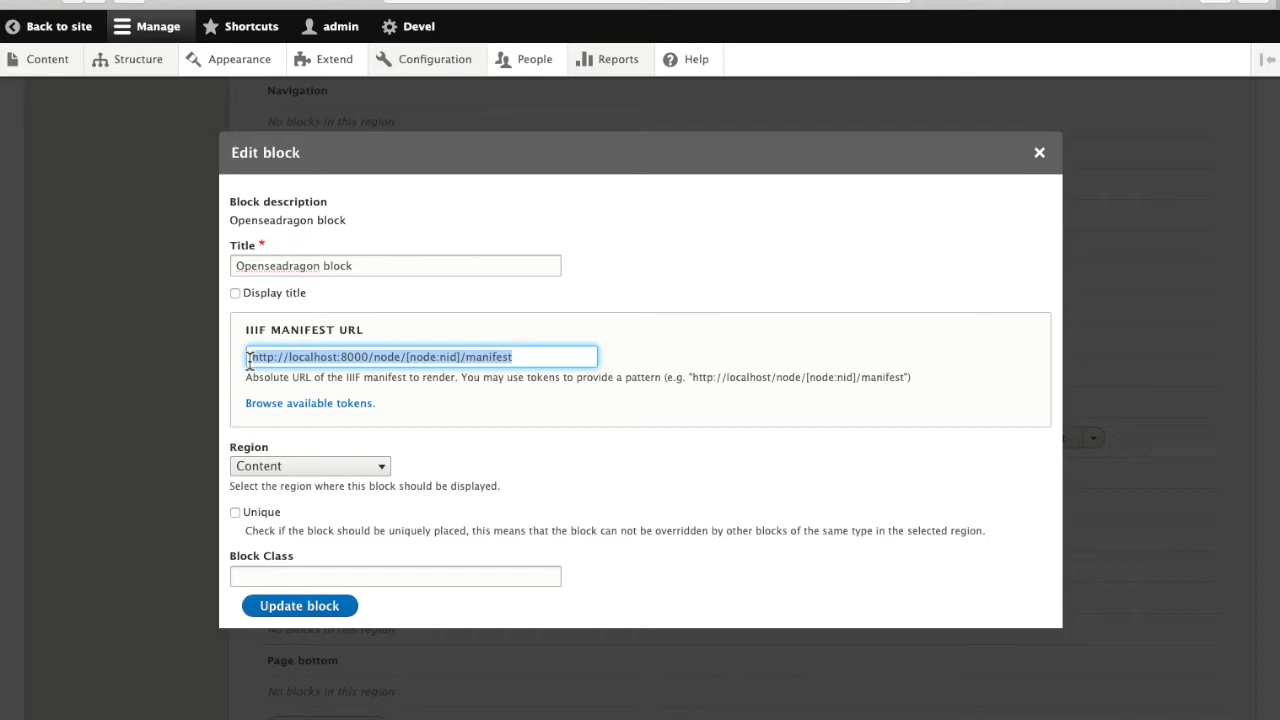 Back to site Manage Shortcuts admin Devel
Content Structure Appearance Extend Configuration People Reports Help
Navigation
No blocks in this region
Edit block
Block description
Openseadragon block
Title *
Openseadragon block
Display title
IIIF MANIFEST URL
http://localhost:8000/node/[node:nid]/manifest
Absolute URL of the IIIF manifest to render. You may use tokens to provide a pattern (e.g. "http://localhost/node/[node:nid]/manifest")
Browse available tokens.
Region
Content
Select the region where this block should be displayed.
Unique
Check if the block should be uniquely placed, this means that the block can not be overridden by other blocks of the same type in the selected region.
Block Class
Update block
No blocks in this region
Page bottom
No blocks in this region